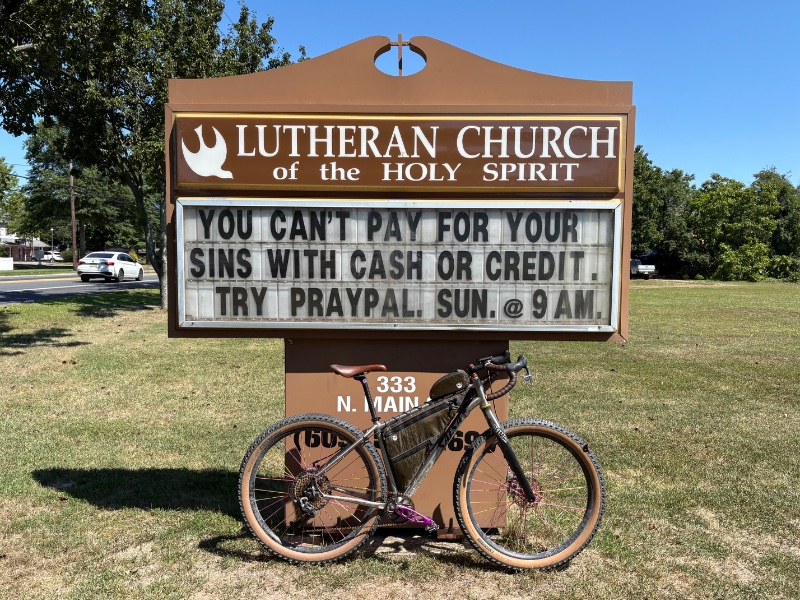 LUTHERAN CHURCH
of the HOLY SPIRIT
YOU CAN'T PAY FOR YOUR
SINS WITH CASH OR CREDIT.
TRY PRAYPAL. SUN. @ 9 AM.
333
N. MAIN
(609